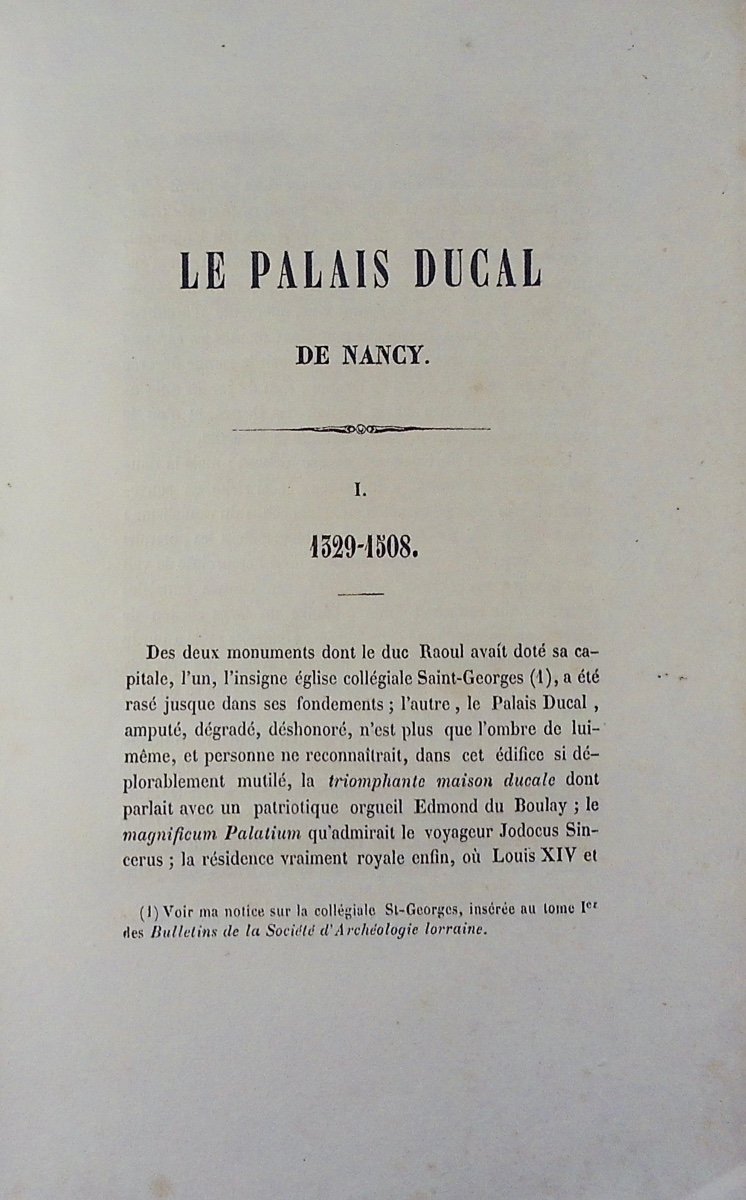 LE PALAIS DUCAL
DE NANCY.
I.
1329-1508.
Des deux monuments dont le duc Raoul avait doté sa ca-
pitale, l'un, l'insigne église collégiale Saint-Georges (1), a été
rasé jusque dans ses fondements ; l'autre , le Palais Ducal ,
amputé, dégradé, déshonoré, n'est plus que l'ombre de lui-
même, et personne ne reconnaîtrait, dans cet édifice si dé-
plorablement mutilé, la triomphante maison ducale dont
parlait avec un patriotique orgueil Edmond du Boulay ; le
magnificum Palatium qu'admirait le voyageur Jodocus Sin-
cerus ; la résidence vraiment royale enfin, où Louis XIV et
(1) Voir ma notice sur la collégiale St-Georges, insérée au tome Ier
des Bulletins de la Société d'Archéologie lorraine.